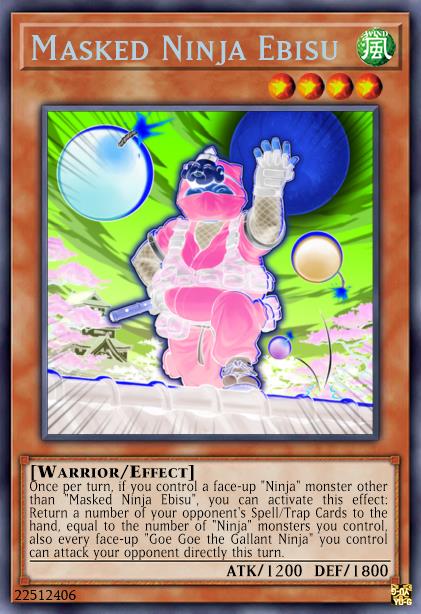 Masked Ninja Ebisu
WIND
風
[Warrior/Effect]
Once per turn, if you control a face-up "Ninja" monster other
than "Masked Ninja Ebisu", you can activate this effect:
Return a number of your opponent's Spell/Trap Cards to the
hand, equal to the number of "Ninja" monsters you control,
also every face-up "Goe Goe the Gallant Ninja" you control
can attack your opponent directly this turn.
ATK/1200 DEF/1800
22512406